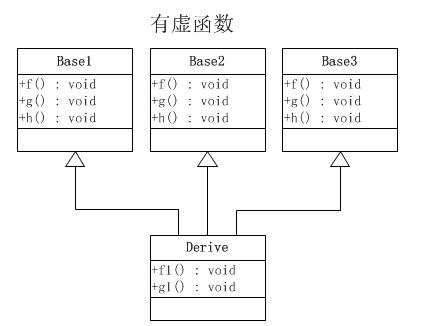 有虚函数
Base1
+f() : void
+g() : void
+h() : void
Base2
+f() : void
+g() : void
+h() : void
Base3
+f() : void
+g() : void
+h() : void
Derive
+f1() : void
+g1() : void